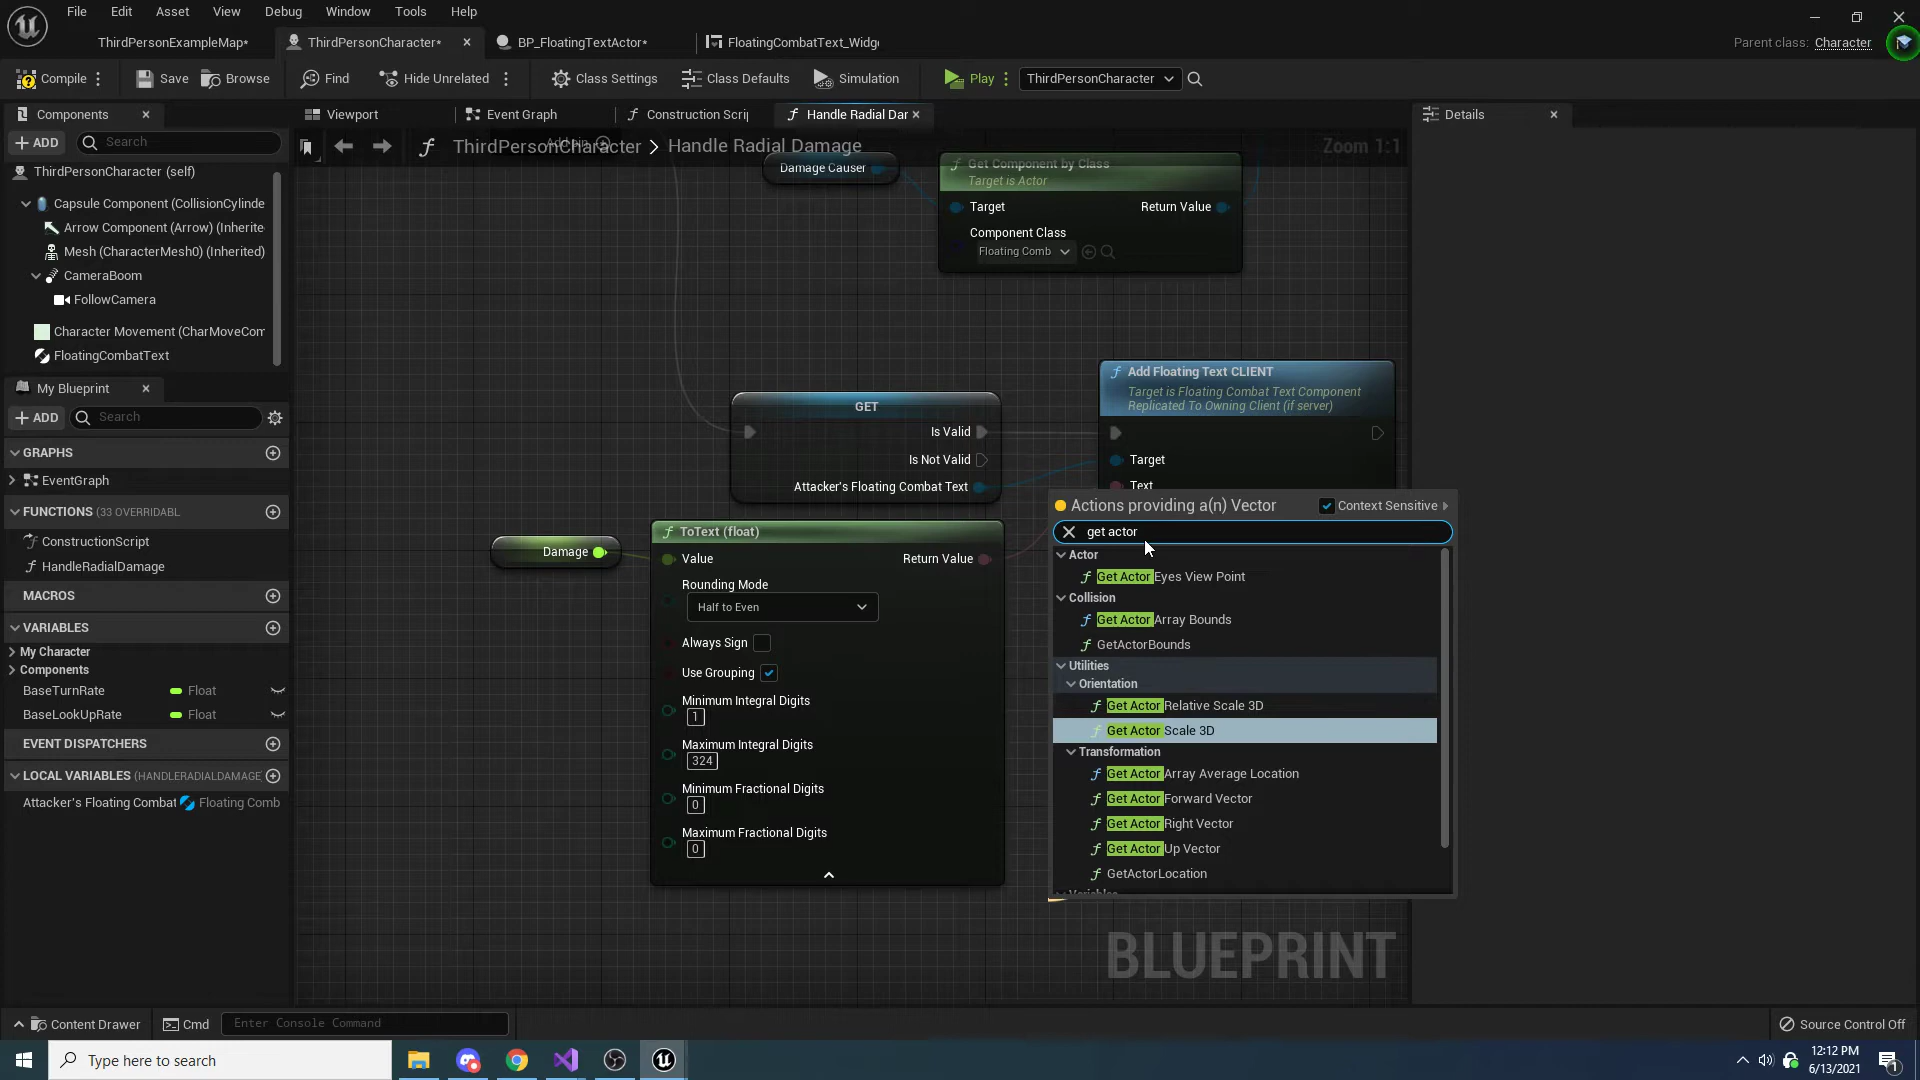 File Edit Asset View Debug Window Tools Help
ThirdPersonExampleMap* ThirdPersonCharacter* BP_FloatingTextActor* FloatingCombatText_Widg
Parent class: Character
Compile Save Browse Find Hide Unrelated Class Settings Class Defaults Simulation Play ThirdPersonCharacter
Components Viewport Event Graph Construction Scrip Handle Radial Dar Details
ADD Search
ThirdPersonCharacter > Handle Radial Damage Zoom 1:1
ThirdPersonCharacter (self)
Capsule Component (CollisionCylinde
Arrow Component (Arrow) (Inherite
Mesh (CharacterMesh0) (Inherited)
CameraBoom
FollowCamera
Character Movement (CharMoveCom
FloatingCombatText
My Blueprint
ADD Search
GRAPHS
EventGraph
FUNCTIONS (33 OVERRIDABL
ConstructionScript
HandleRadialDamage
MACROS
VARIABLES
My Character
Components
BaseTurnRate Float
BaseLookUpRate Float
EVENT DISPATCHERS
LOCAL VARIABLES (HANDLERADIALDAMAGE
Attacker's Floating Combat Floating Comb
Damage Causer
Get Component by Class
Target is Actor
Target Return Value
Component Class
Floating Comb
GET
Is Valid
Is Not Valid
Attacker's Floating Combat Text
Add Floating Text CLIENT
Target is Floating Combat Text Component
Replicated To Owning Client (if server)
Target
Text
Damage
ToText (float)
Value Return Value
Rounding Mode
Half to Even
Always Sign
Use Grouping
Minimum Integral Digits
1
Maximum Integral Digits
324
Minimum Fractional Digits
0
Maximum Fractional Digits
0
Actions providing a(n) Vector Context Sensitive
get actor
Actor
Get Actor Eyes View Point
Collision
Get Actor Array Bounds
GetActorBounds
Utilities
Orientation
Get Actor Relative Scale 3D
Get Actor Scale 3D
Transformation
Get Actor Array Average Location
Get Actor Forward Vector
Get Actor Right Vector
Get Actor Up Vector
GetActorLocation
Variables
BLUEPRINT
Content Drawer Cmd Enter Console Command Source Control Off
Type here to search
12:12 PM
6/13/2021
1